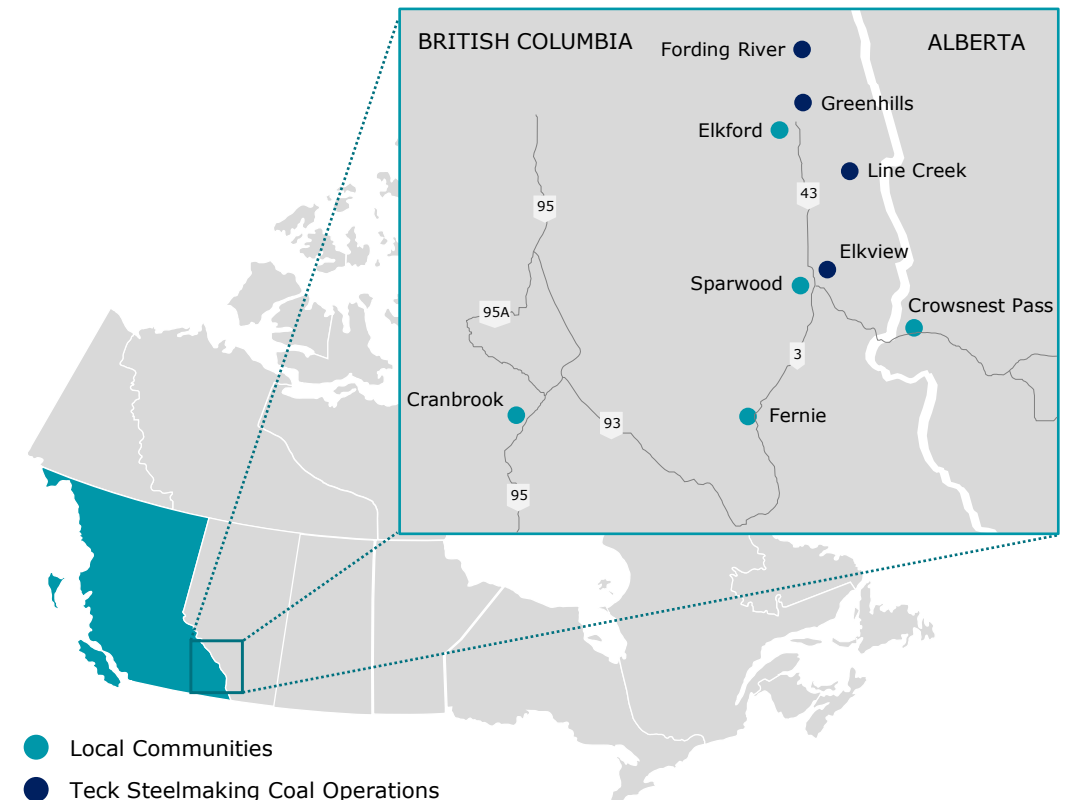 BRITISH COLUMBIA
ALBERTA
Fording River
Greenhills
Elkford
Line Creek
43
95
Elkview
Sparwood
Crowsnest Pass
95A
3
Cranbrook
93
Fernie
95
Local Communities
Teck Steelmaking Coal Operations